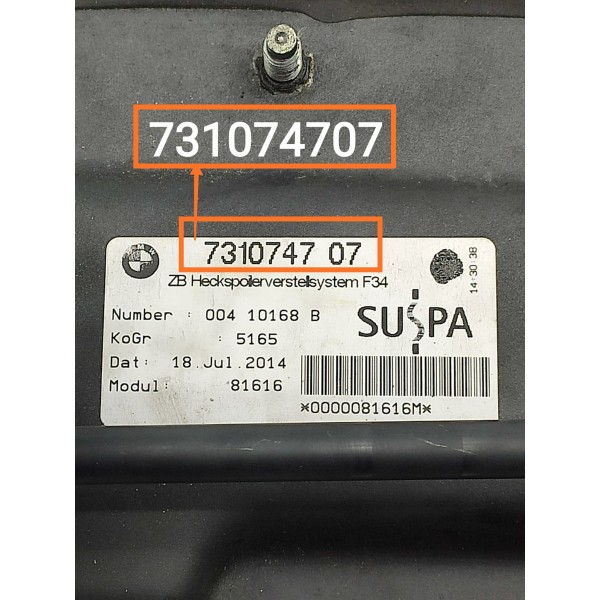 731074707
BMW
7310747 07
ZB Heckspoilerverstellsystem F34
14:30:38
Number : 004 10168 B
KoGr : 5165
Dat: 18.Jul.2014
Modul: 81616
SUSPA
*0000081616M*